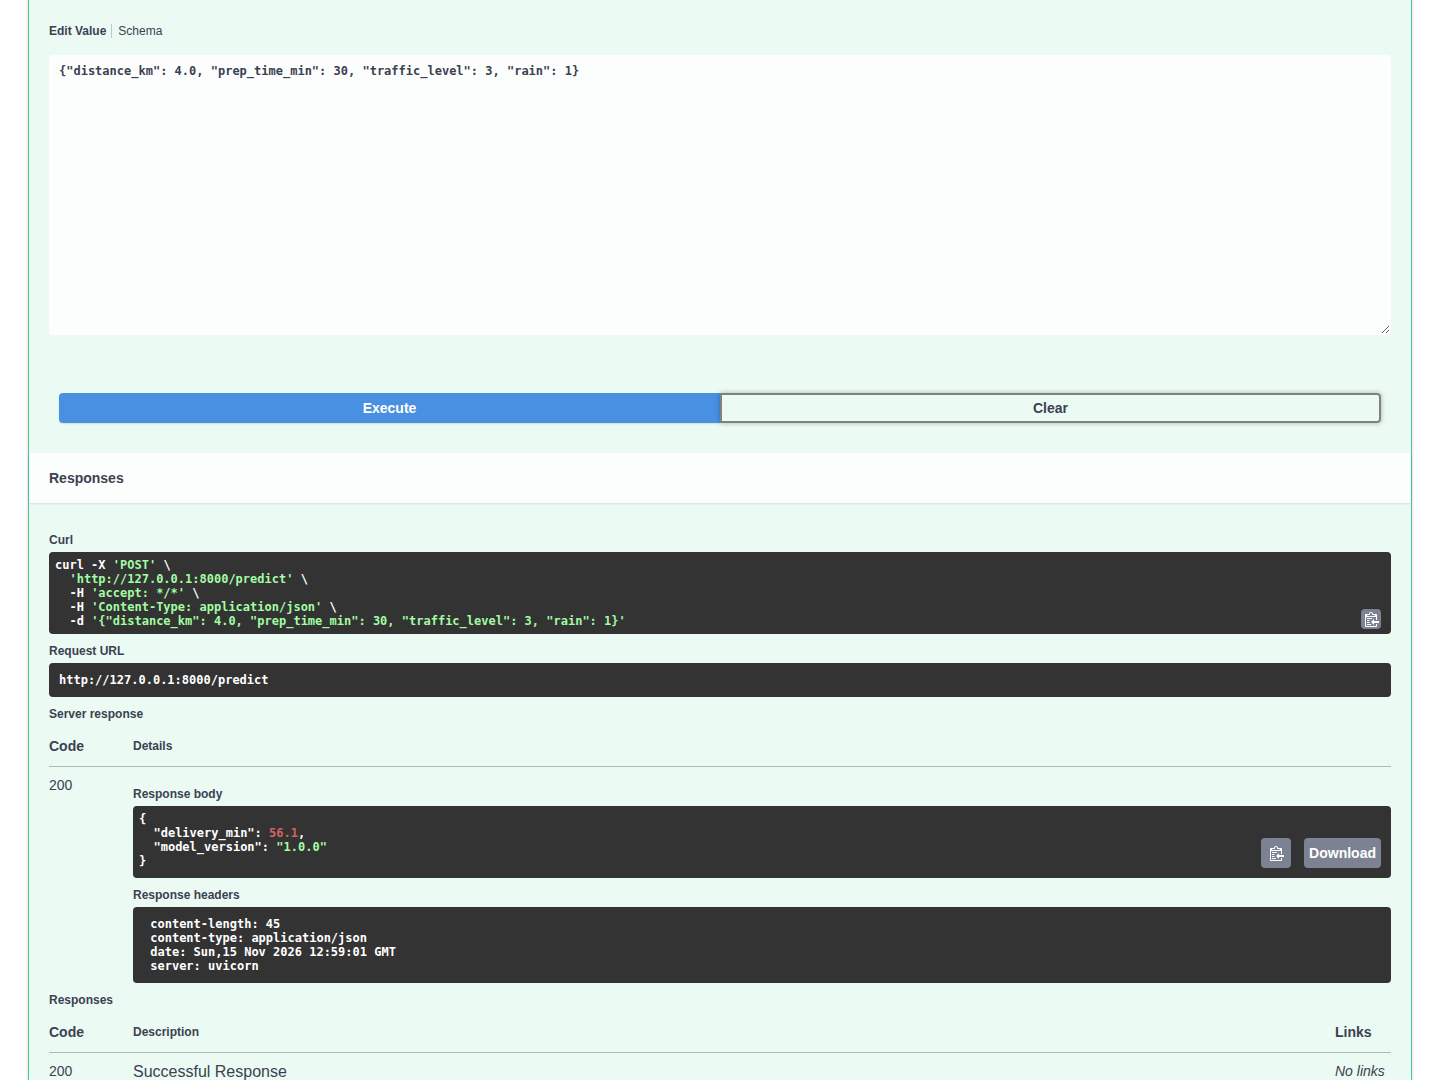 Edit Value Schema
{"distance_km": 4.0, "prep_time_min": 30, "traffic_level": 3, "rain": 1}
Execute Clear
Responses
Curl
curl -X 'POST' \
  'http://127.0.0.1:8000/predict' \
  -H 'accept: */*' \
  -H 'Content-Type: application/json' \
  -d '{"distance_km": 4.0, "prep_time_min": 30, "traffic_level": 3, "rain": 1}'
Request URL
http://127.0.0.1:8000/predict
Server response
Code Details
200
Response body
{
  "delivery_min": 56.1,
  "model_version": "1.0.0"
}
Download
Response headers
content-length: 45
content-type: application/json
date: Sun,15 Nov 2026 12:59:01 GMT
server: uvicorn
Responses
Code Description Links
200 Successful Response No links